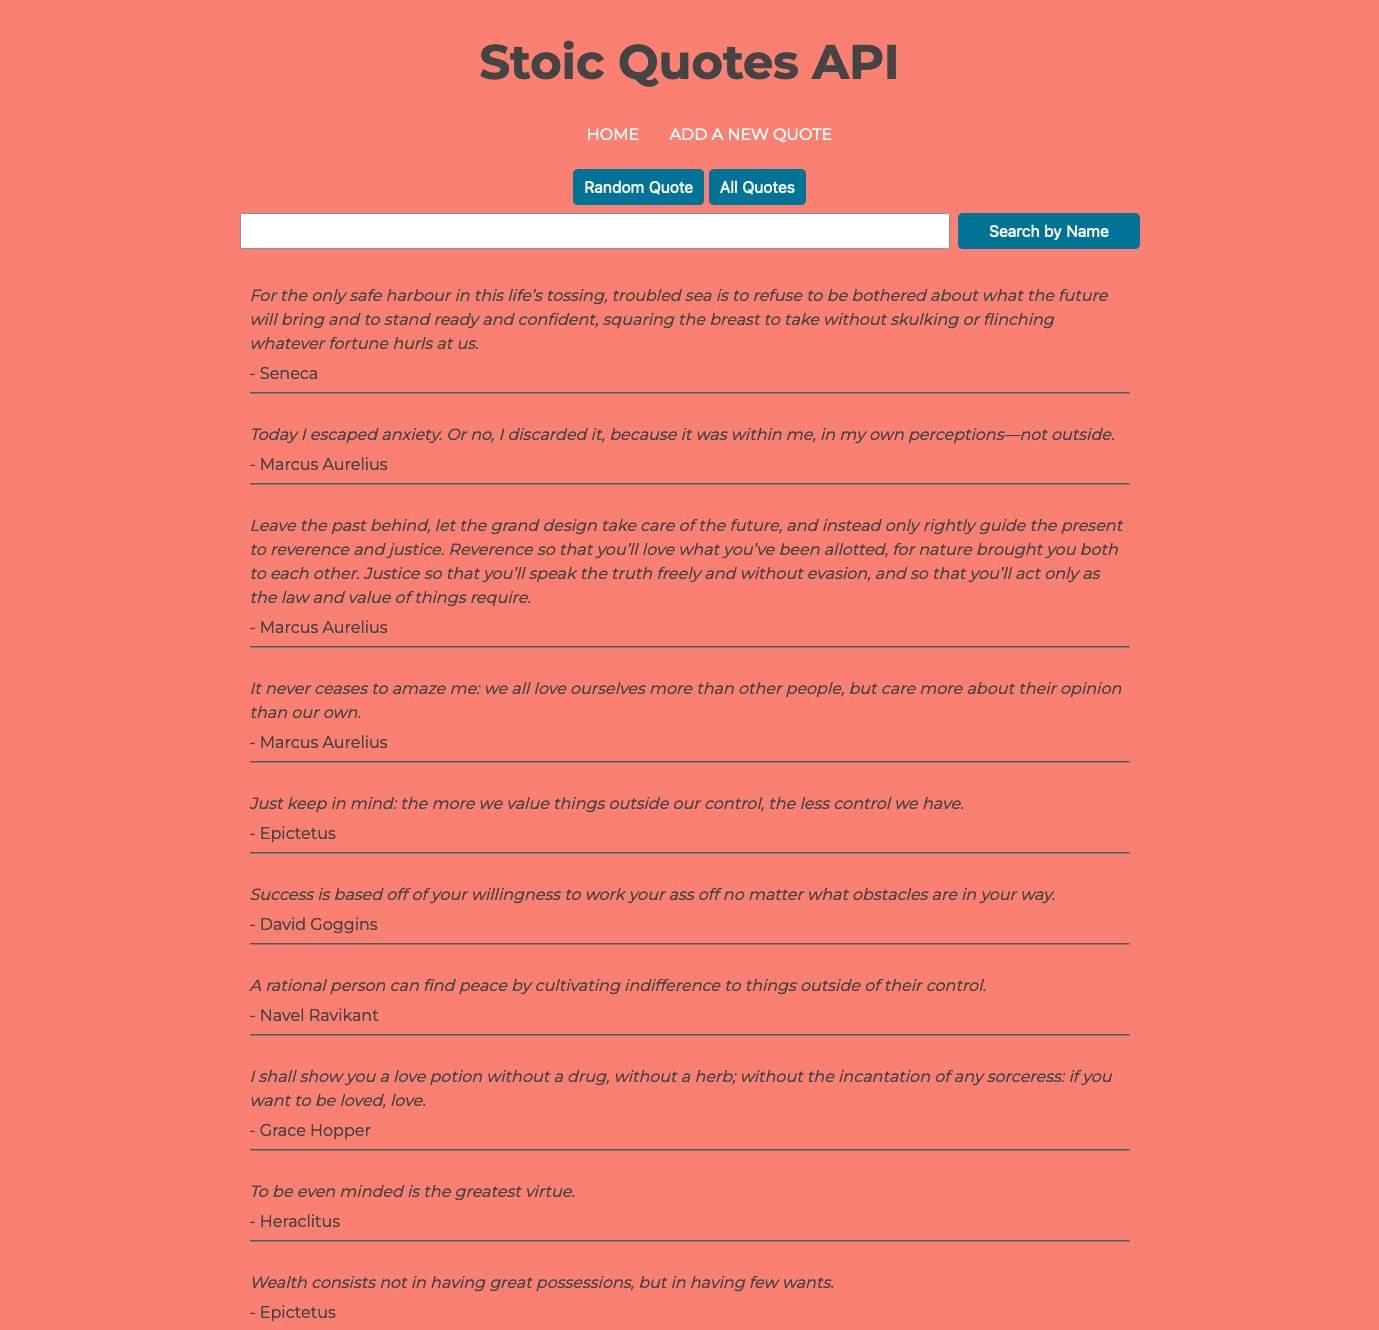 Stoic Quotes API
HOME ADD A NEW QUOTE
Random Quote All Quotes
Search by Name
For the only safe harbour in this life’s tossing, troubled sea is to refuse to be bothered about what the future
will bring and to stand ready and confident, squaring the breast to take without skulking or flinching
whatever fortune hurls at us.
- Seneca
Today I escaped anxiety. Or no, I discarded it, because it was within me, in my own perceptions—not outside.
- Marcus Aurelius
Leave the past behind, let the grand design take care of the future, and instead only rightly guide the present
to reverence and justice. Reverence so that you’ll love what you’ve been allotted, for nature brought you both
to each other. Justice so that you’ll speak the truth freely and without evasion, and so that you’ll act only as
the law and value of things require.
- Marcus Aurelius
It never ceases to amaze me: we all love ourselves more than other people, but care more about their opinion
than our own.
- Marcus Aurelius
Just keep in mind: the more we value things outside our control, the less control we have.
- Epictetus
Success is based off of your willingness to work your ass off no matter what obstacles are in your way.
- David Goggins
A rational person can find peace by cultivating indifference to things outside of their control.
- Navel Ravikant
I shall show you a love potion without a drug, without a herb; without the incantation of any sorceress: if you
want to be loved, love.
- Grace Hopper
To be even minded is the greatest virtue.
- Heraclitus
Wealth consists not in having great possessions, but in having few wants.
- Epictetus